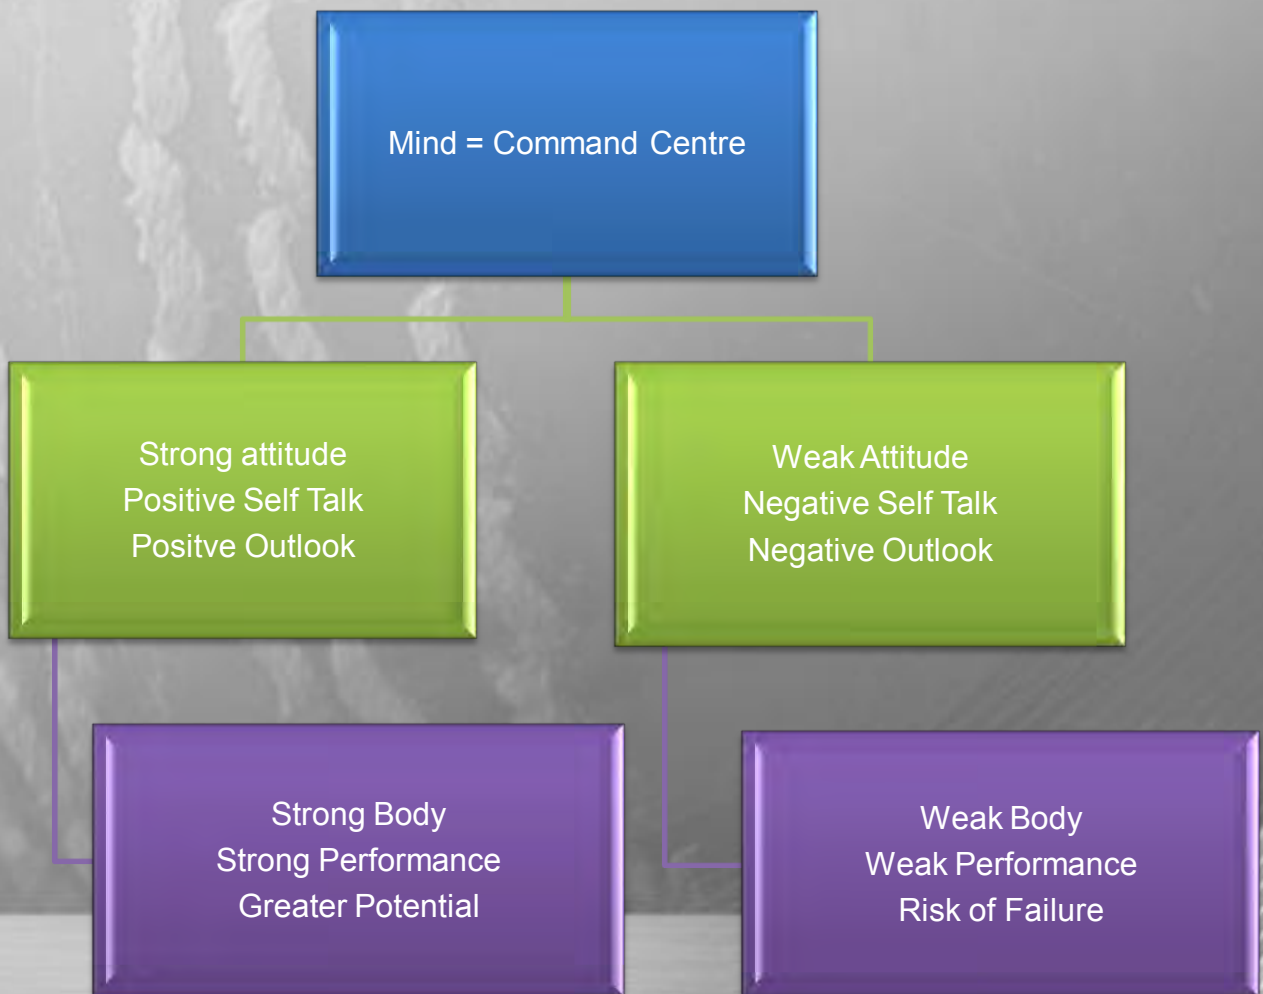 Mind = Command Centre
Strong attitude
Positive Self Talk
Positve Outlook
Weak Attitude
Negative Self Talk
Negative Outlook
Strong Body
Strong Performance
Greater Potential
Weak Body
Weak Performance
Risk of Failure